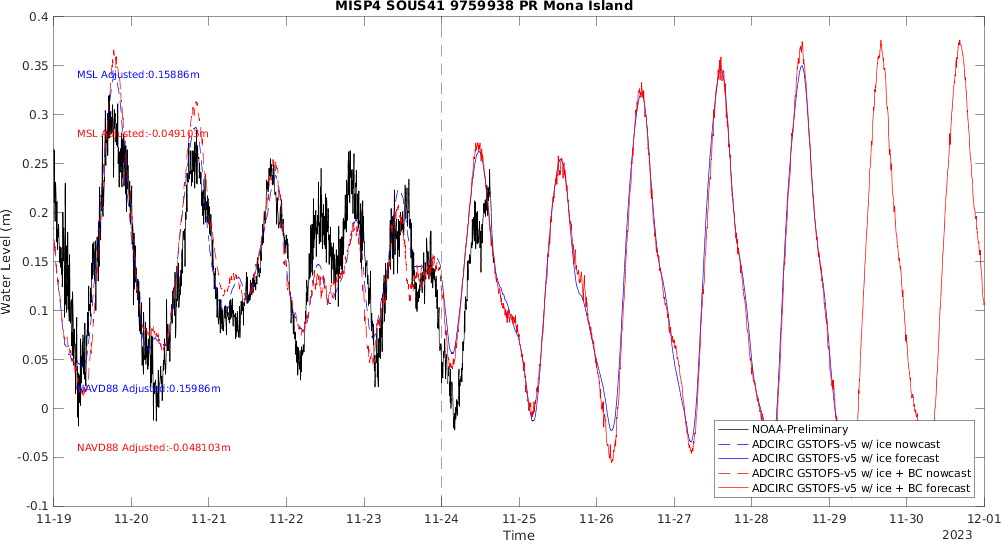 MISP4 SOUS41 9759938 PR Mona Island
0.4
0.35
0.3
0.25
0.2
0.15
0.1
0.05
0
-0.05
-0.1
Water Level (m)
MSL Adjusted:0.15886m
MSL Adjusted:-0.049103m
NAVD88 Adjusted:0.15986m
NAVD88 Adjusted:-0.048103m
NOAA-Preliminary
ADCIRC GSTOFS-v5 w/ ice nowcast
ADCIRC GSTOFS-v5 w/ ice forecast
ADCIRC GSTOFS-v5 w/ ice + BC nowcast
ADCIRC GSTOFS-v5 w/ ice + BC forecast
11-19 11-20 11-21 11-22 11-23 11-24 11-25 11-26 11-27 11-28 11-29 11-30 12-01
Time
2023